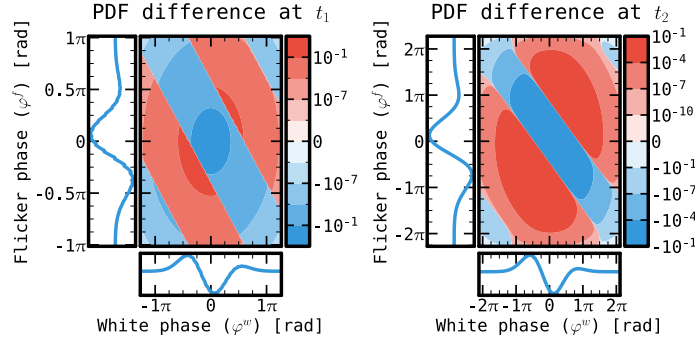 PDF difference at t₁
Flicker phase (φᶠ) [rad]
1π
0.5π
0
-0.5π
-1π
10⁻¹
10⁻⁷
0
-10⁻⁷
-10⁻¹
-1π 0 1π
White phase (φʷ) [rad]
PDF difference at t₂
Flicker phase (φᶠ) [rad]
2π
1π
0
-1π
-2π
10⁻¹
10⁻⁴
10⁻⁷
10⁻¹⁰
0
-10⁻¹⁰
-10⁻⁷
-10⁻⁴
-10⁻¹
-2π -1π 0 1π 2π
White phase (φʷ) [rad]